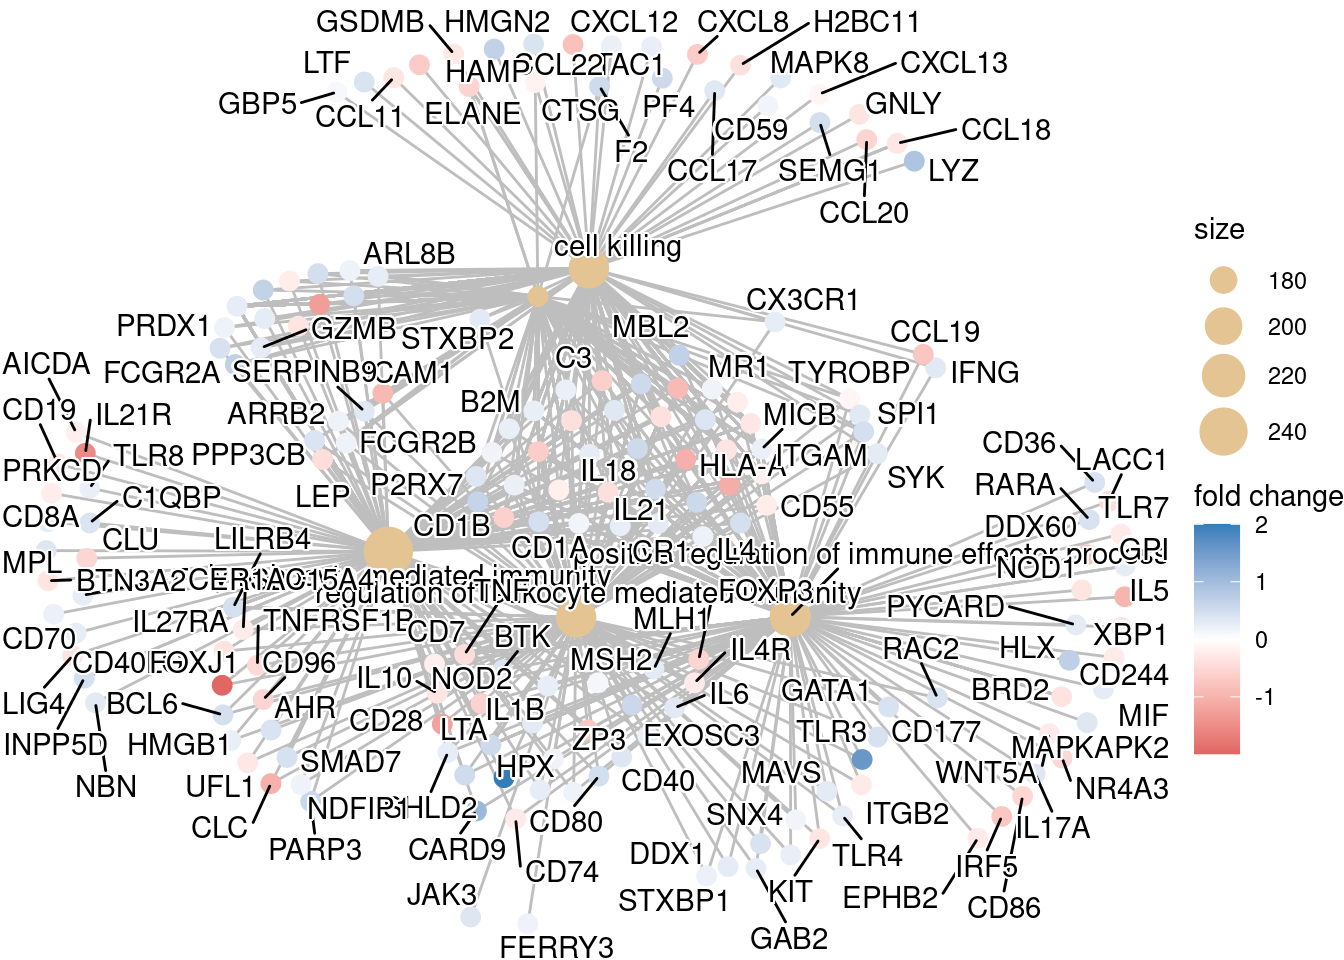 GSDMB
HMGN2
CXCL12
CXCL8
H2BC11
LTF
HAMP
CCL22
TAC1
MAPK8
CXCL13
GBP5
CCL11
ELANE
CTSG
PF4
GNLY
F2
CD59
CCL18
CCL17
SEMG1
LYZ
CCL20
cell killing
ARL8B
CX3CR1
PRDX1
GZMB
STXBP2
MBL2
CCL19
AICDA
FCGR2A
SERPINB9
C3
MR1
TYROBP
IFNG
CD19
IL21R
ARRB2
B2M
MICB
SPI1
PRKCD
TLR8
PPP3CB
FCGR2B
IL18
HLA-A
ITGAM
CD36
LACC1
C1QBP
LEP
P2RX7
SYK
RARA
CD8A
CD1B
IL21
CD55
TLR7
CLU
LILRB4
CD1A
CR1
IL4
positive regulation of immune effector process
DDX60
GPI
MPL
BTN3A2
mediated immunity
NOD1
regulation of leukocyte mediated immunity
FOXP3
IL5
IL27RA
TNFRSF1B
CD7
BTK
MLH1
PYCARD
XBP1
CD70
FOXJ1
CD96
MSH2
IL4R
RAC2
HLX
LIG4
BCL6
AHR
IL10
NOD2
IL6
GATA1
BRD2
CD244
INPP5D
HMGB1
CD28
LTA
IL1B
ZP3
EXOSC3
TLR3
CD177
MIF
NBN
UFL1
SMAD7
HPX
CD40
MAVS
WNT5A
MAPKAPK2
NR4A3
CLC
NDFIP1
SHLD2
CD80
SNX4
ITGB2
IL17A
PARP3
CARD9
CD74
DDX1
TLR4
IRF5
JAK3
STXBP1
KIT
EPHB2
CD86
FERRY3
GAB2
size
180
200
220
240
fold change
2
1
0
-1